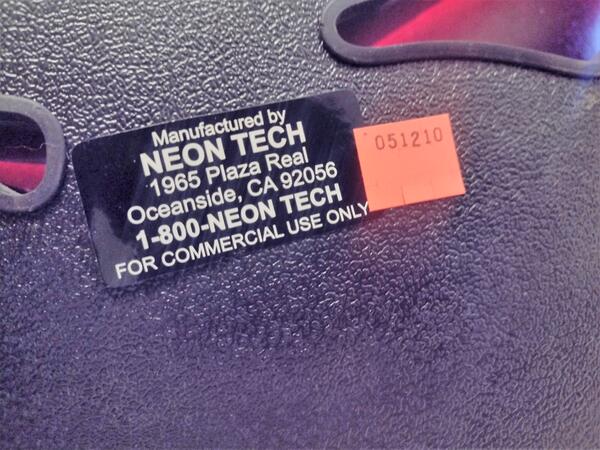 Manufactured by
NEON TECH
1965 Plaza Real
Oceanside, CA 92056
1-800-NEON TECH
FOR COMMERCIAL USE ONLY
051210